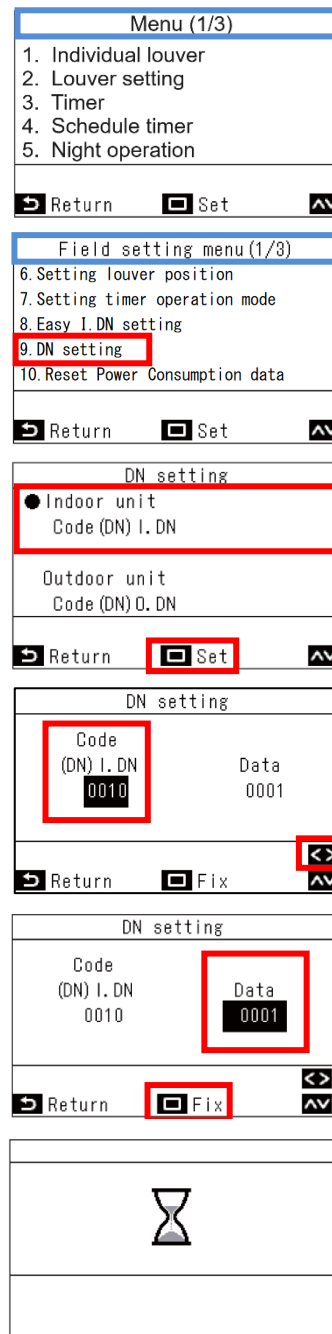 Menu (1/3)
1. Individual louver
2. Louver setting
3. Timer
4. Schedule timer
5. Night operation
Return Set
Field setting menu(1/3)
6.Setting louver position
7.Setting timer operation mode
8.Easy I.DN setting
9.DN setting
10.Reset Power Consumption data
Return Set
DN setting
Indoor unit
Code(DN) I.DN
Outdoor unit
Code(DN) O.DN
Return Set
DN setting
Code
(DN) I.DN Data
0010 0001
Return Fix
DN setting
Code
(DN) I.DN Data
0010 0001
Return Fix